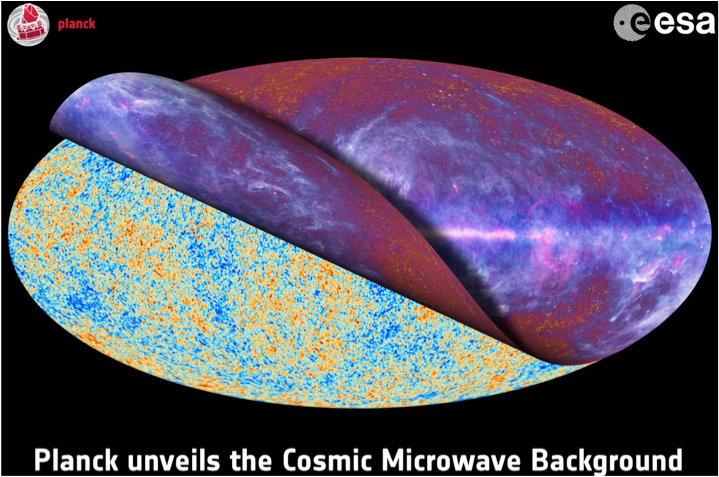 planck
esa
Planck unveils the Cosmic Microwave Background